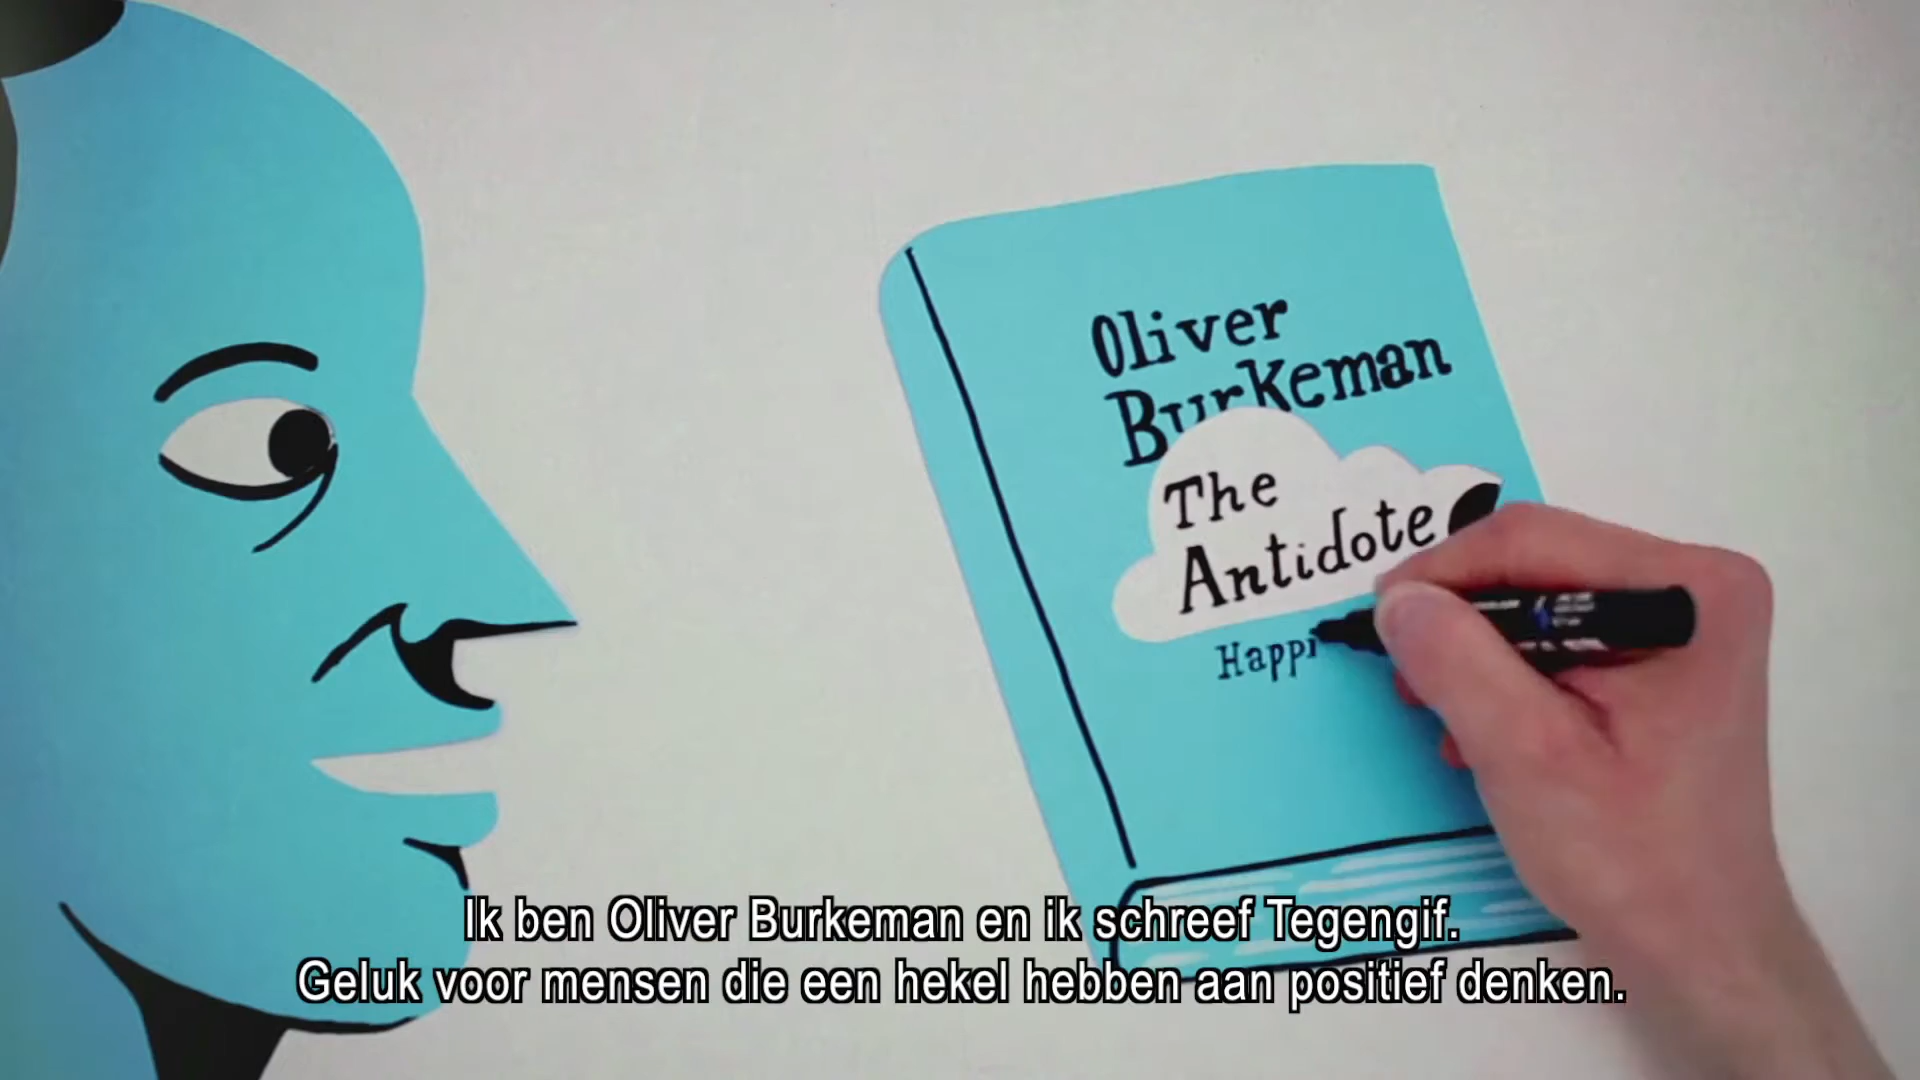 Oliver
Burkeman
The
Antidote
Happi
Ik ben Oliver Burkeman en ik schreef Tegengif.
Geluk voor mensen die een hekel hebben aan positief denken.